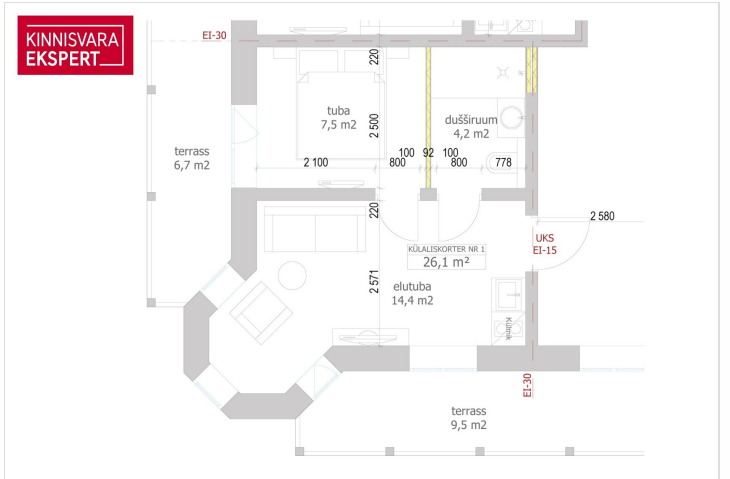 KINNISVARA
EKSPERT
EI-30
220
tuba
7,5 m2
2 500
dušširuum
4,2 m2
terrass
6,7 m2
2 100
800
100
92
100
800
778
220
2 580
KÜLALISKORTER NR 1
26,1 m²
UKS
EI-15
2 571
elutuba
14,4 m2
Külmik
EI-30
terrass
9,5 m2